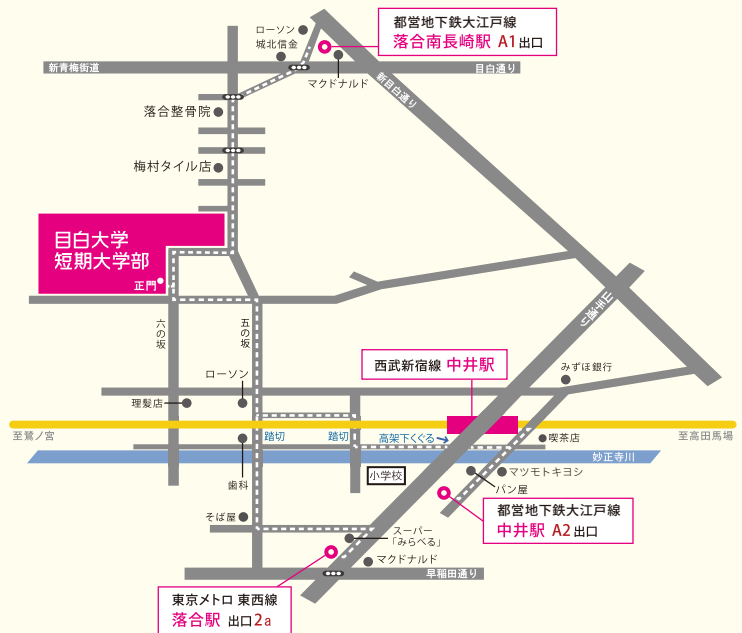 都営地下鉄大江戸線
落合南長崎駅 A1 出口
ローソン
城北信金
マクドナルド
新青梅街道
目白通り
新目白通り
落合整骨院
梅村タイル店
目白大学
短期大学部
正門
六の坂
五の坂
山手通り
西武新宿線 中井駅
みずほ銀行
ローソン
理髪店
至鷺ノ宮
踏切
踏切
高架下くぐる
喫茶店
至高田馬場
妙正寺川
歯科
小学校
マツモトキヨシ
パン屋
都営地下鉄大江戸線
中井駅 A2 出口
そば屋
スーパー
「みらべる」
マクドナルド
早稲田通り
東京メトロ 東西線
落合駅 出口2a